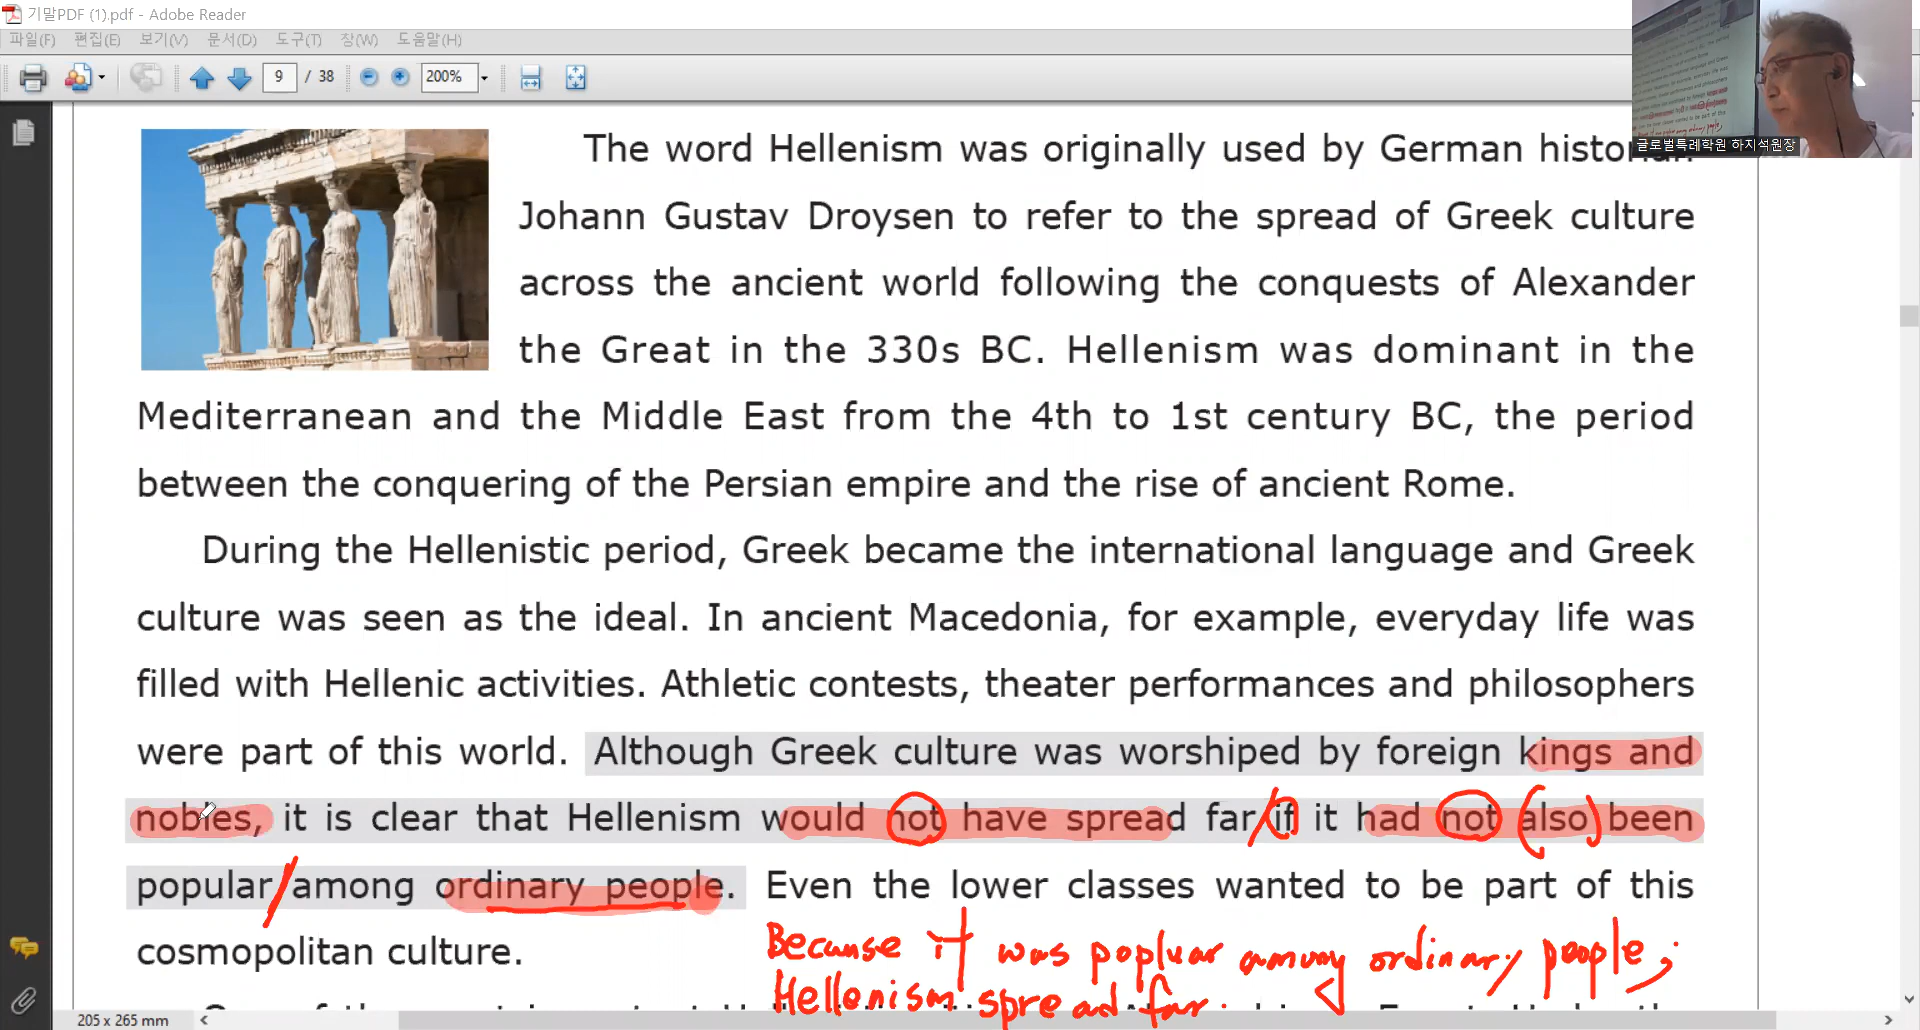 기말PDF (1).pdf - Adobe Reader
파일(F) 편집(E) 보기(V) 문서(D) 도구(T) 창(W) 도움말(H)
9 / 38 200%
글로벌특례학원 하지석원장
The word Hellenism was originally used by German
Johann Gustav Droysen to refer to the spread of Greek culture
across the ancient world following the conquests of Alexander
the Great in the 330s BC. Hellenism was dominant in the
Mediterranean and the Middle East from the 4th to 1st century BC, the period
between the conquering of the Persian empire and the rise of ancient Rome.
During the Hellenistic period, Greek became the international language and Greek
culture was seen as the ideal. In ancient Macedonia, for example, everyday life was
filled with Hellenic activities. Athletic contests, theater performances and philosophers
were part of this world. Although Greek culture was worshiped by foreign kings and
nobles, it is clear that Hellenism would not have spread far if it had not also been
popular among ordinary people. Even the lower classes wanted to be part of this
cosmopolitan culture.
Because it was popluar among ordinary people,
Hellenism spread far
205 x 265 mm